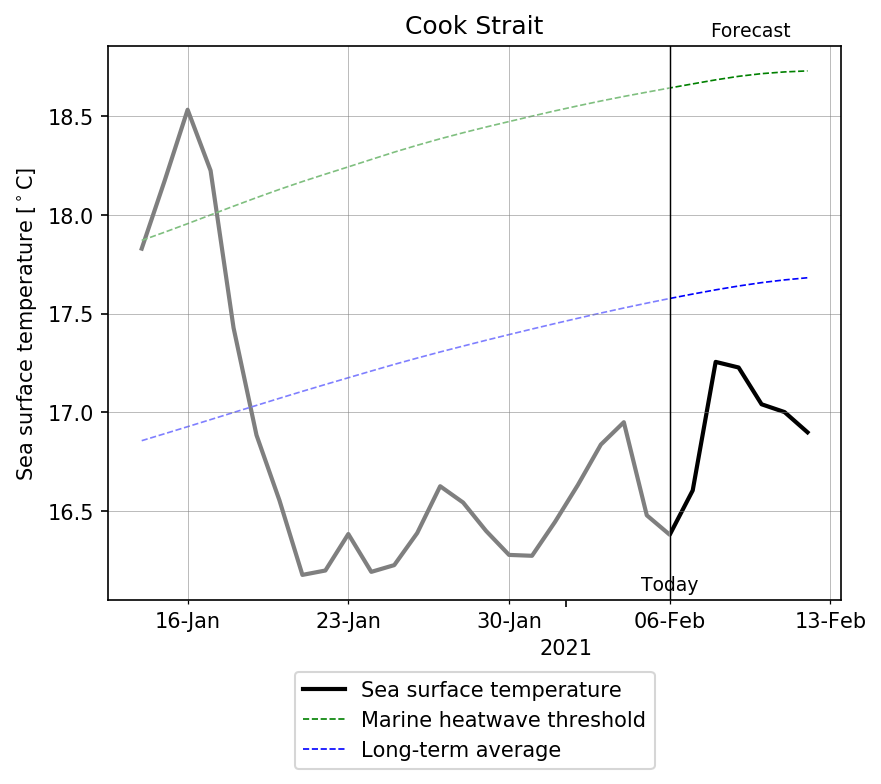 Cook Strait
Forecast
Sea surface temperature [°C]
18.5
18.0
17.5
17.0
16.5
Today
16-Jan
23-Jan
30-Jan
06-Feb
13-Feb
2021
Sea surface temperature
Marine heatwave threshold
Long-term average